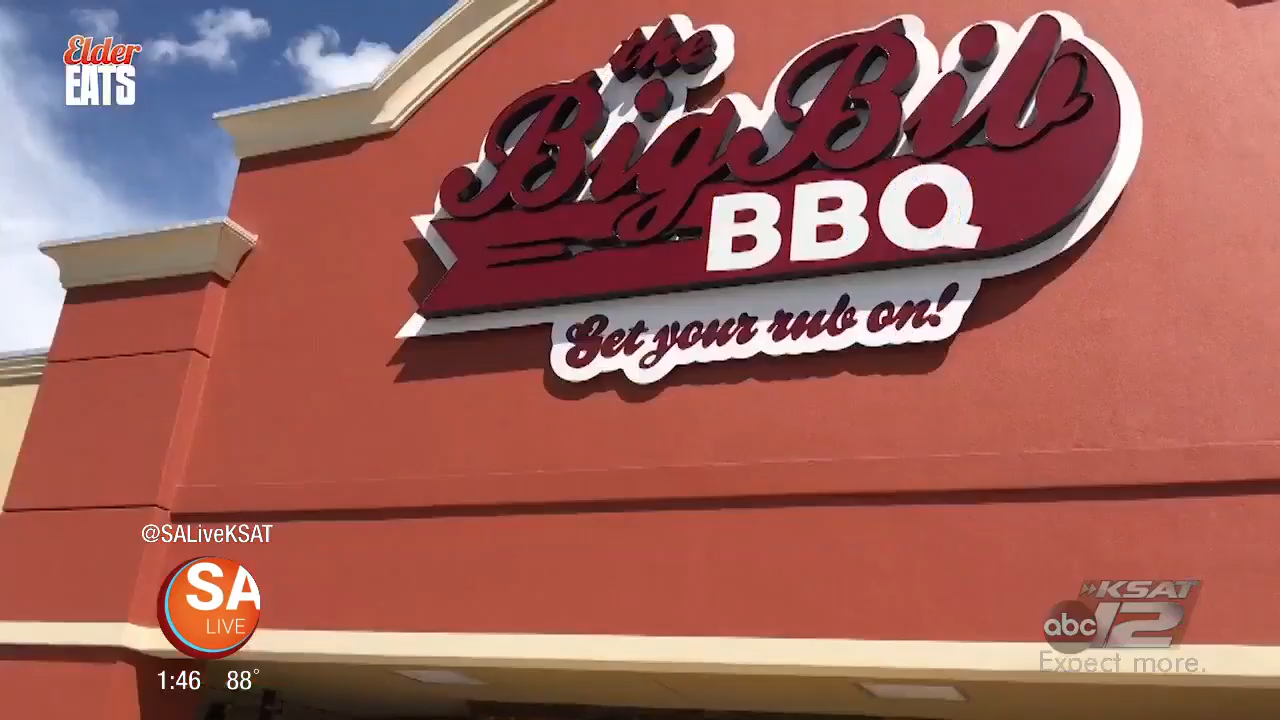 Elder
EATS
the
Big Bib
BBQ
Get your rub on!
@SALiveKSAT
SA
LIVE
1:46 88°
KSAT
abc 12
Expect more.